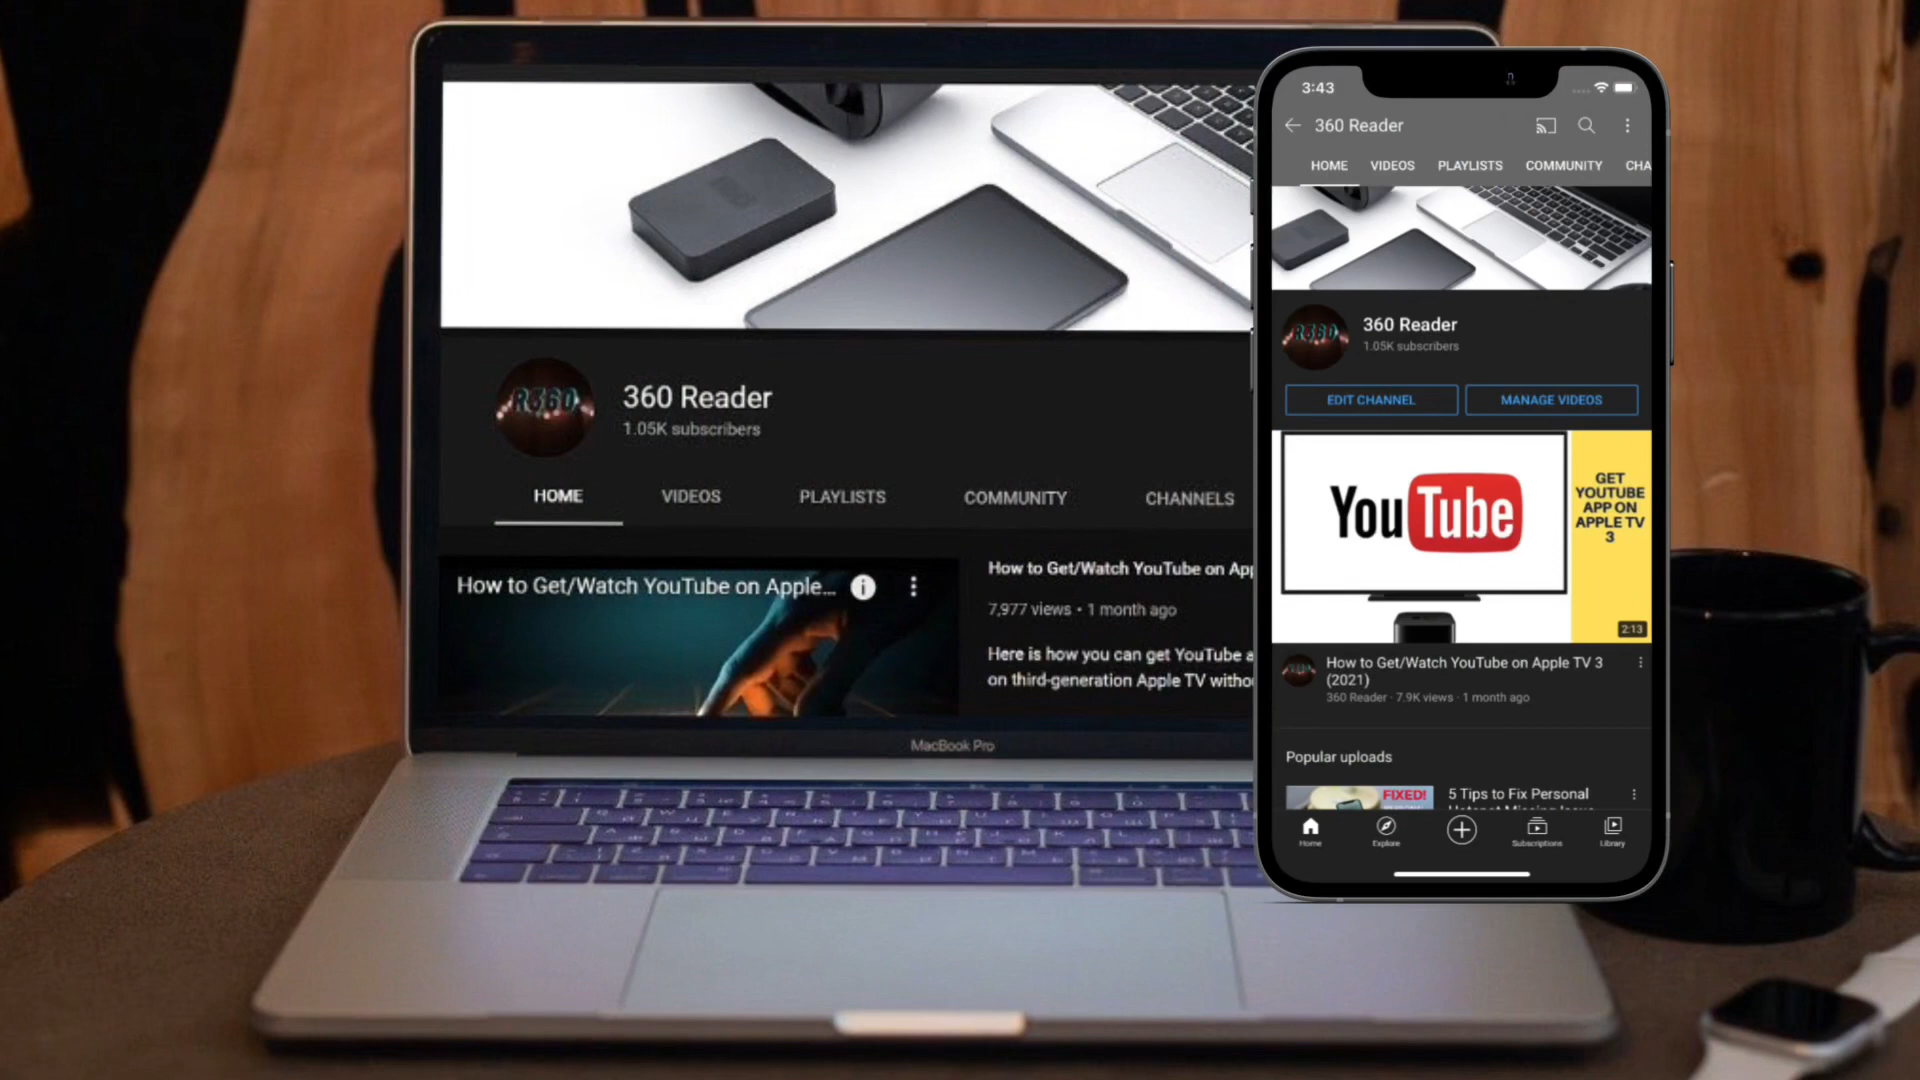 R360
360 Reader
1.05K subscribers
HOME
VIDEOS
PLAYLISTS
COMMUNITY
CHANNELS
How to Get/Watch YouTube on Apple...
How to Get/Watch YouTube on App
7,977 views • 1 month ago
Here is how you can get YouTube a
on third-generation Apple TV witho
MacBook Pro
3:43
360 Reader
HOME
VIDEOS
PLAYLISTS
COMMUNITY
CHA
R360
360 Reader
1.05K subscribers
EDIT CHANNEL
MANAGE VIDEOS
YouTube
GET
YOUTUBE
APP ON
APPLE TV
3
2:13
How to Get/Watch YouTube on Apple TV 3
(2021)
360 Reader · 7.9K views · 1 month ago
Popular uploads
FIXED!
5 Tips to Fix Personal
Home
Explore
Subscriptions
Library